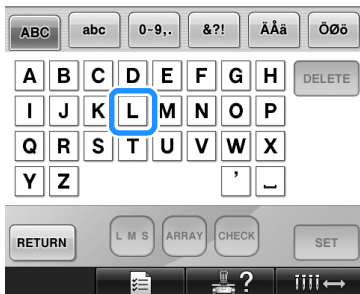 ABC abc 0~9,. &?! ÄÅä ÖØö
A B C D E F G H DELETE
I J K L M N O P
Q R S T U V W X
Y Z ’ ⌴
RETURN L M S ARRAY CHECK SET
?